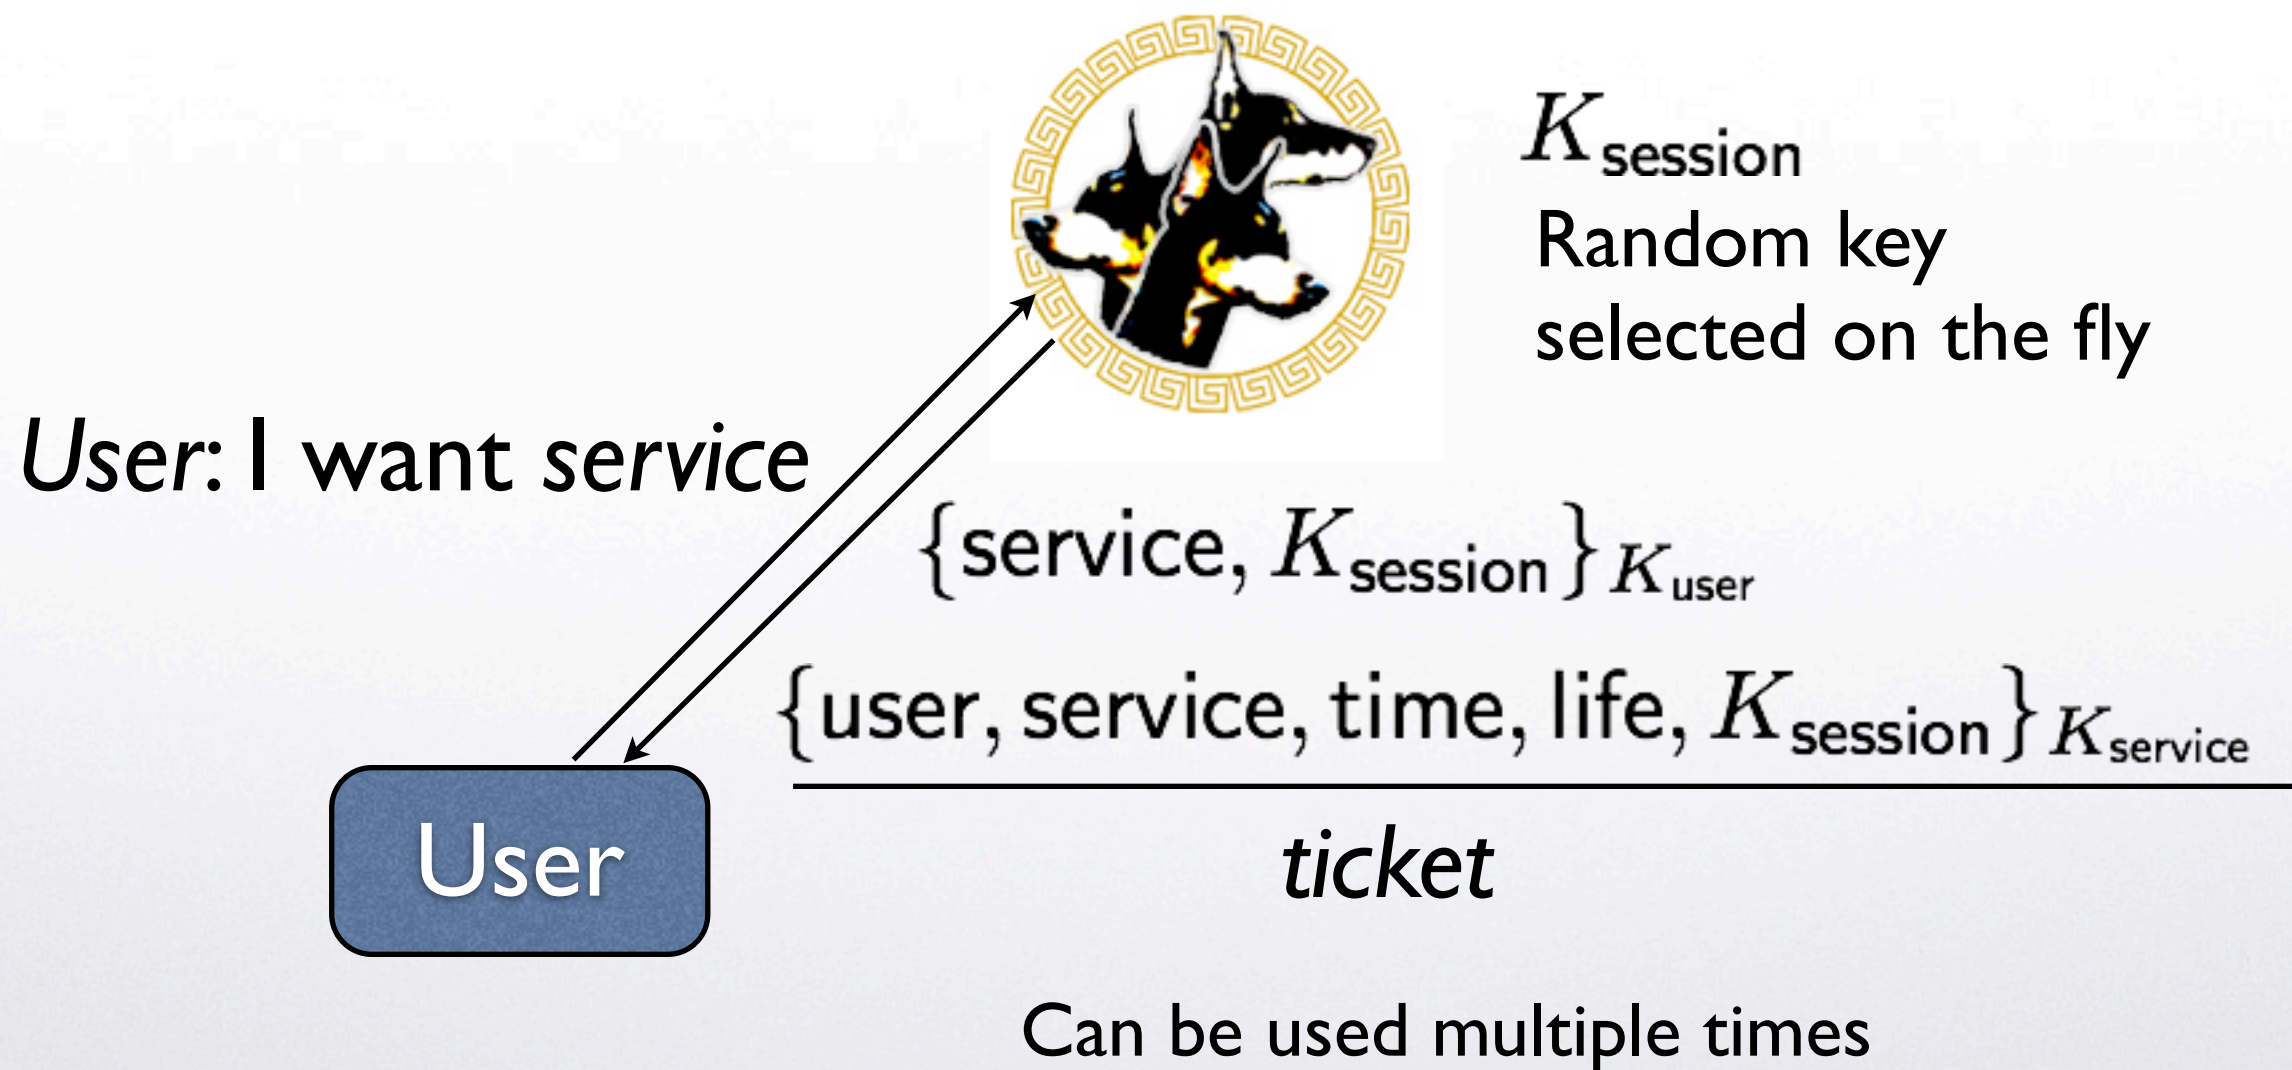 K_session
Random key
selected on the fly
User: I want service
{service, K_session}K_user
{user, service, time, life, K_session}K_service
User
ticket
Can be used multiple times